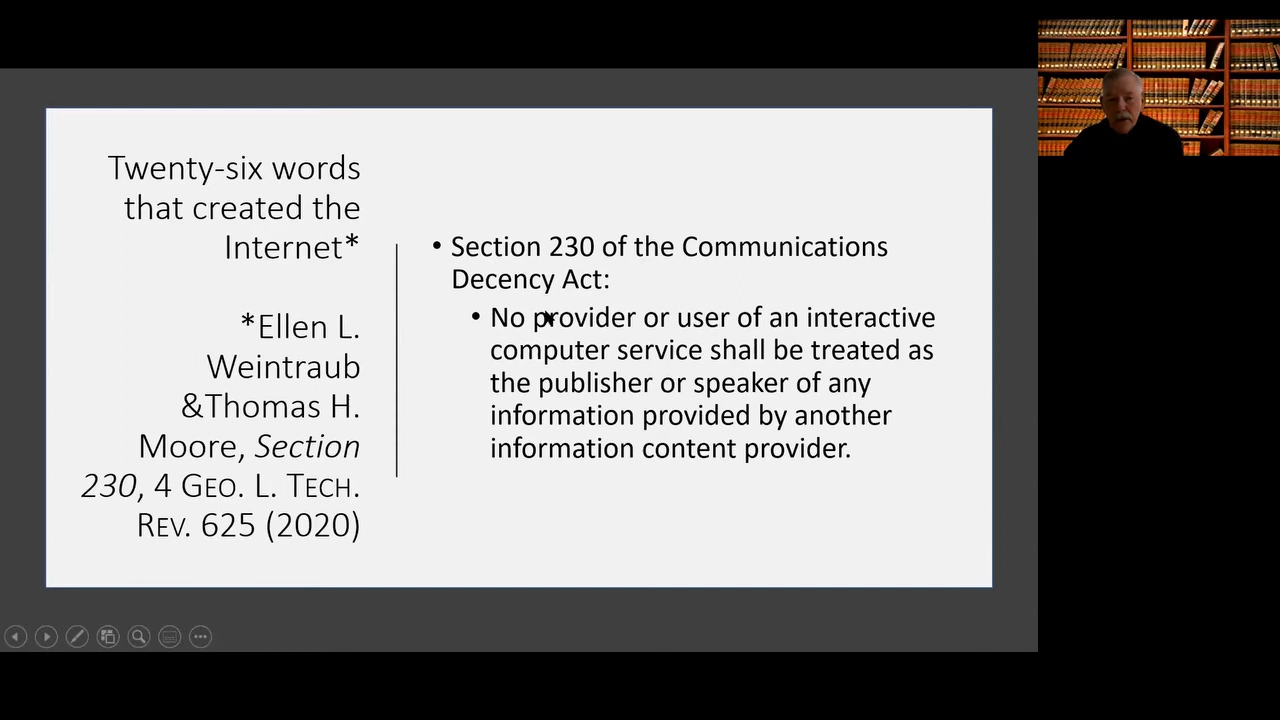 Twenty-six words
that created the
Internet*
*Ellen L.
Weintraub
&Thomas H.
Moore, Section
230, 4 GEO. L. TECH.
REV. 625 (2020)
• Section 230 of the Communications
Decency Act:
• No provider or user of an interactive
computer service shall be treated as
the publisher or speaker of any
information provided by another
information content provider.